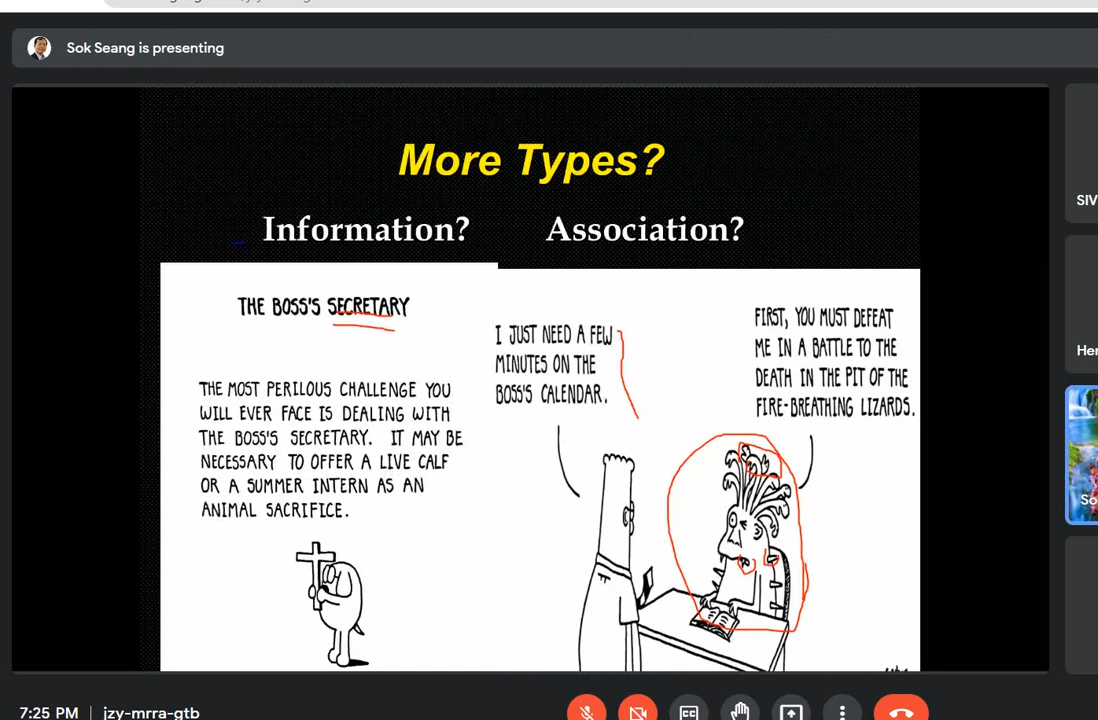 Sok Seang is presenting
More Types?
Information? Association?
THE BOSS'S SECRETARY
THE MOST PERILOUS CHALLENGE YOU
WILL EVER FACE IS DEALING WITH
THE BOSS'S SECRETARY. IT MAY BE
NECESSARY TO OFFER A LIVE CALF
OR A SUMMER INTERN AS AN
ANIMAL SACRIFICE.
I JUST NEED A FEW
MINUTES ON THE
BOSS'S CALENDAR.
FIRST, YOU MUST DEFEAT
ME IN A BATTLE TO THE
DEATH IN THE PIT OF THE
FIRE-BREATHING LIZARDS.
SIV
Her
So
7:25 PM | jzy-mrra-gtb
CC